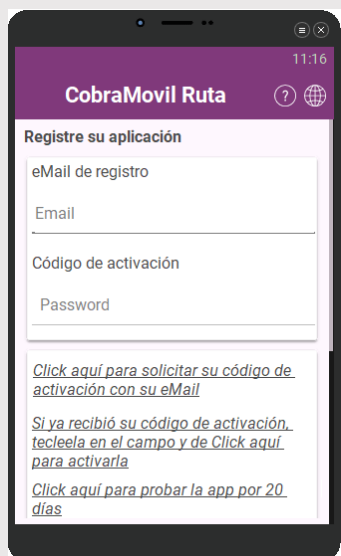 11:16
CobraMovil Ruta
?
Registre su aplicación
eMail de registro
Email
Código de activación
Password
Click aquí para solicitar su código de
activación con su eMail
Si ya recibió su código de activación,
tecleela en el campo y de Click aquí
para activarla
Click aquí para probar la app por 20
días